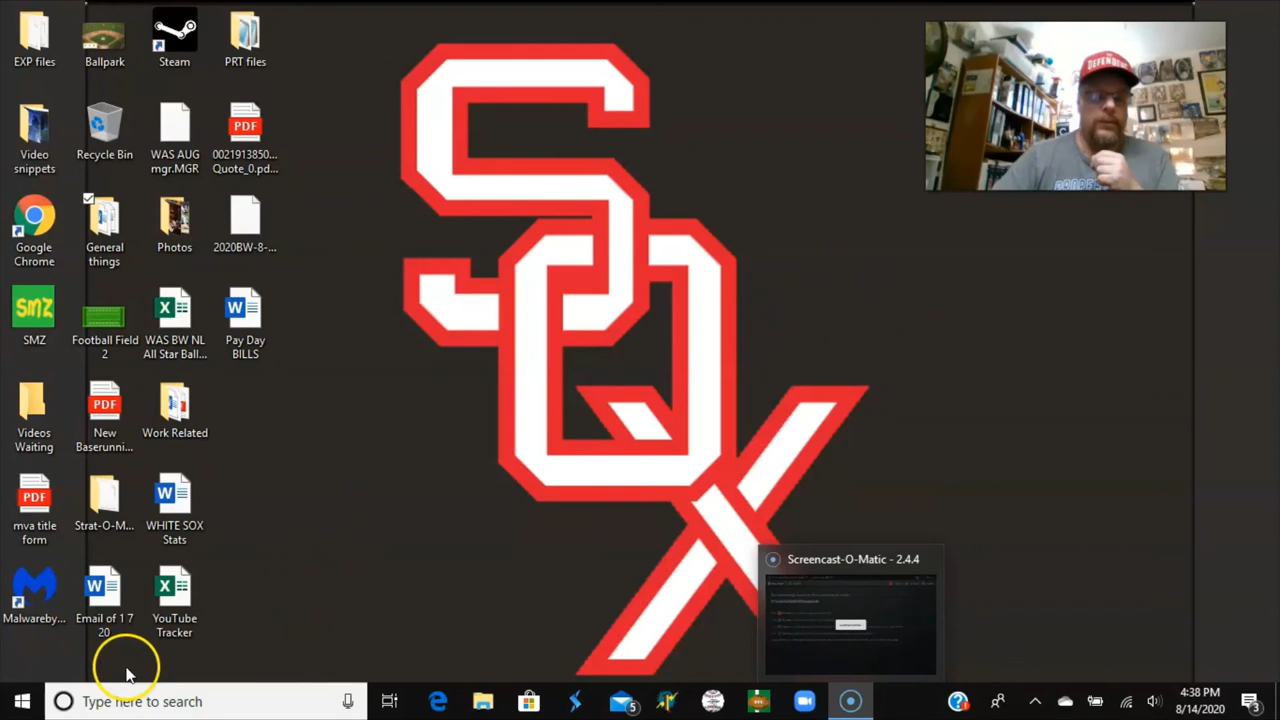 EXP files
Ballpark
Steam
PRT files
Video
snippets
Recycle Bin
WAS AUG
mgr.MGR
PDF
0021913850...
Quote_0.pd...
Google
Chrome
General
things
Photos
2020BW-8-...
SMZ
SMZ
Football Field
2
X
WAS BW NL
All Star Ball...
W
Pay Day
BILLS
Videos
Waiting
PDF
New
Baserunni...
Work Related
PDF
mva title
form
Strat-O-M...
W
WHITE SOX
Stats
Malwareby...
W
Email of 1 7
20
X
YouTube
Tracker
SOX
DEFENDERS
Screencast-O-Matic - 2.4.4
Type here to search
5
4:38 PM
8/14/2020
3